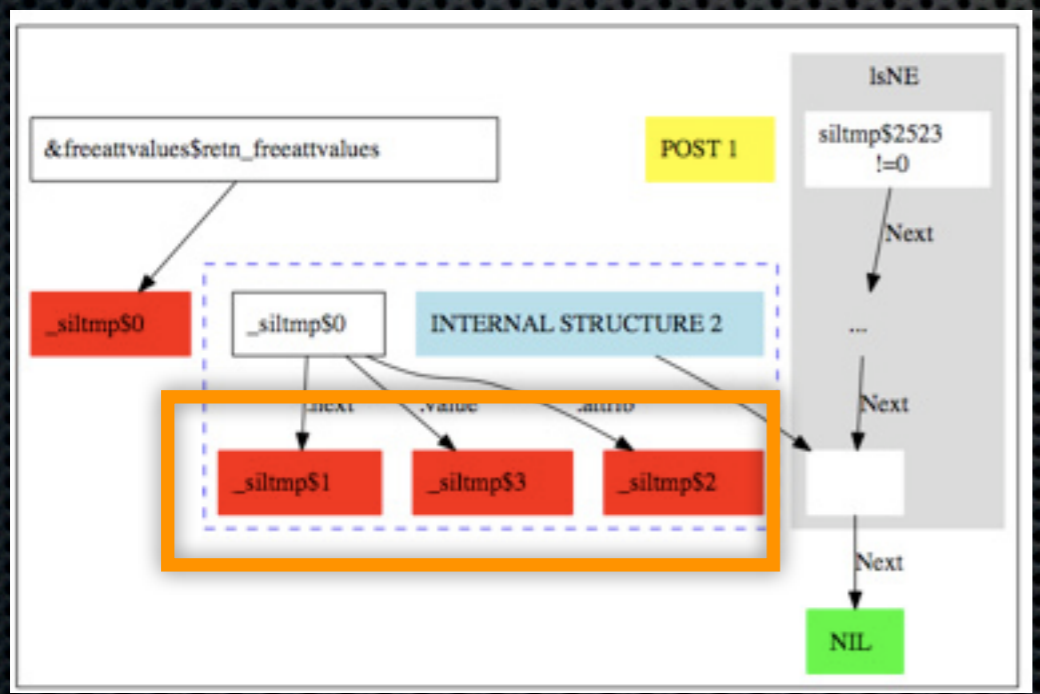 lsNE
&freeattvalues$retn_freeattvalues
POST 1
siltmp$2523
!=0
Next
_siltmp$0
_siltmp$0
INTERNAL STRUCTURE 2
...
.next
.value
.attrib
Next
_siltmp$1
_siltmp$3
_siltmp$2
Next
NIL